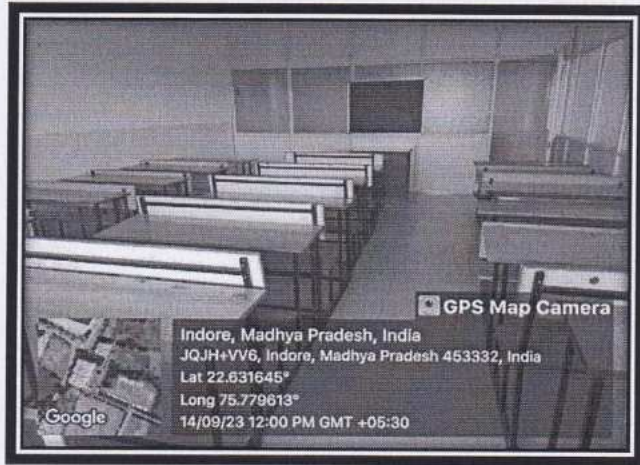 GPS Map Camera
Indore, Madhya Pradesh, India
JQJH+VV6, Indore, Madhya Pradesh 453332, India
Lat 22.631645°
Long 75.779613°
14/09/23 12:00 PM GMT +05:30
Google